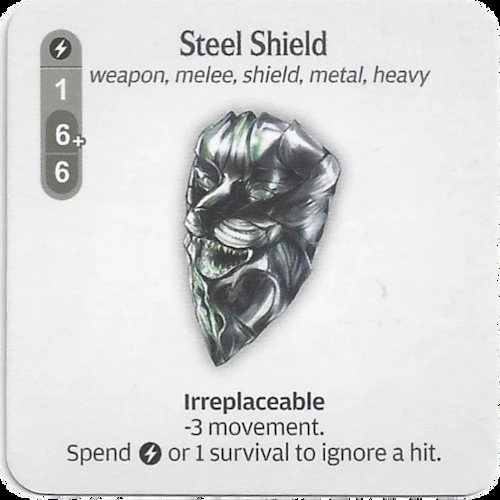 Steel Shield
weapon, melee, shield, metal, heavy
1
6+
6
Irreplaceable
-3 movement.
Spend or 1 survival to ignore a hit.